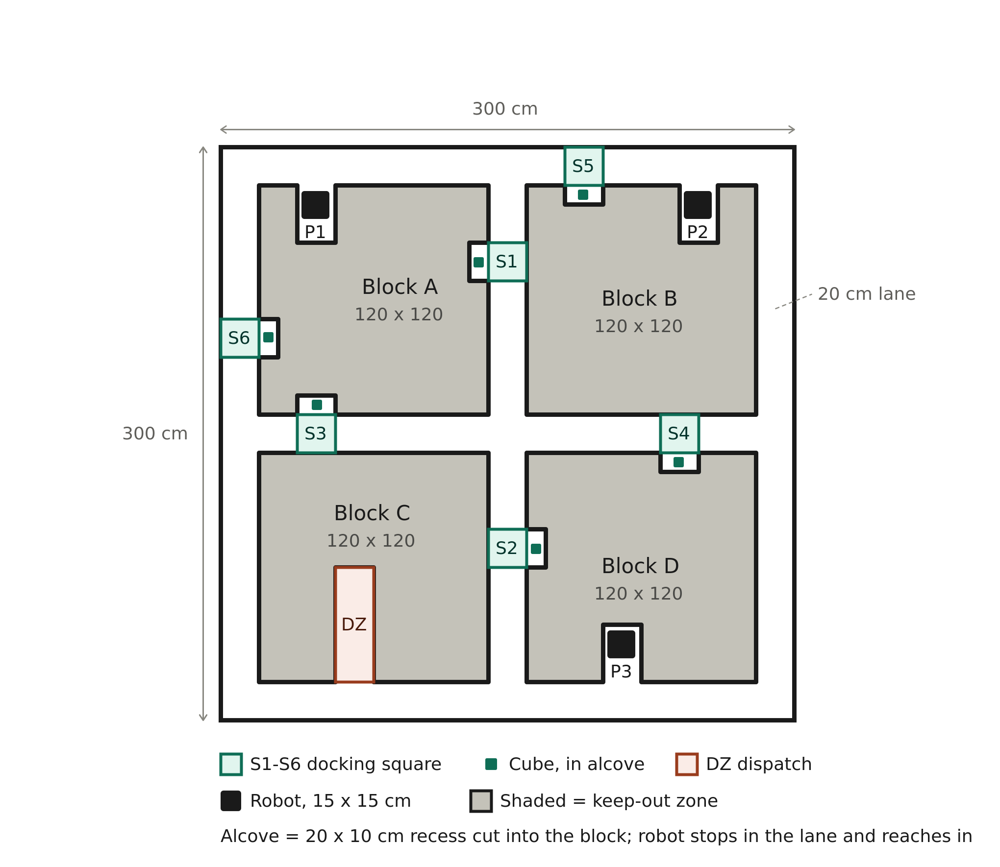 300 cm
S5
P1
P2
S1
Block A
120 x 120
Block B
120 x 120
20 cm lane
S6
300 cm
S3
S4
Block C
120 x 120
S2
Block D
120 x 120
DZ
P3
S1-S6 docking square
Cube, in alcove
DZ dispatch
Robot, 15 x 15 cm
Shaded = keep-out zone
Alcove = 20 x 10 cm recess cut into the block; robot stops in the lane and reaches in